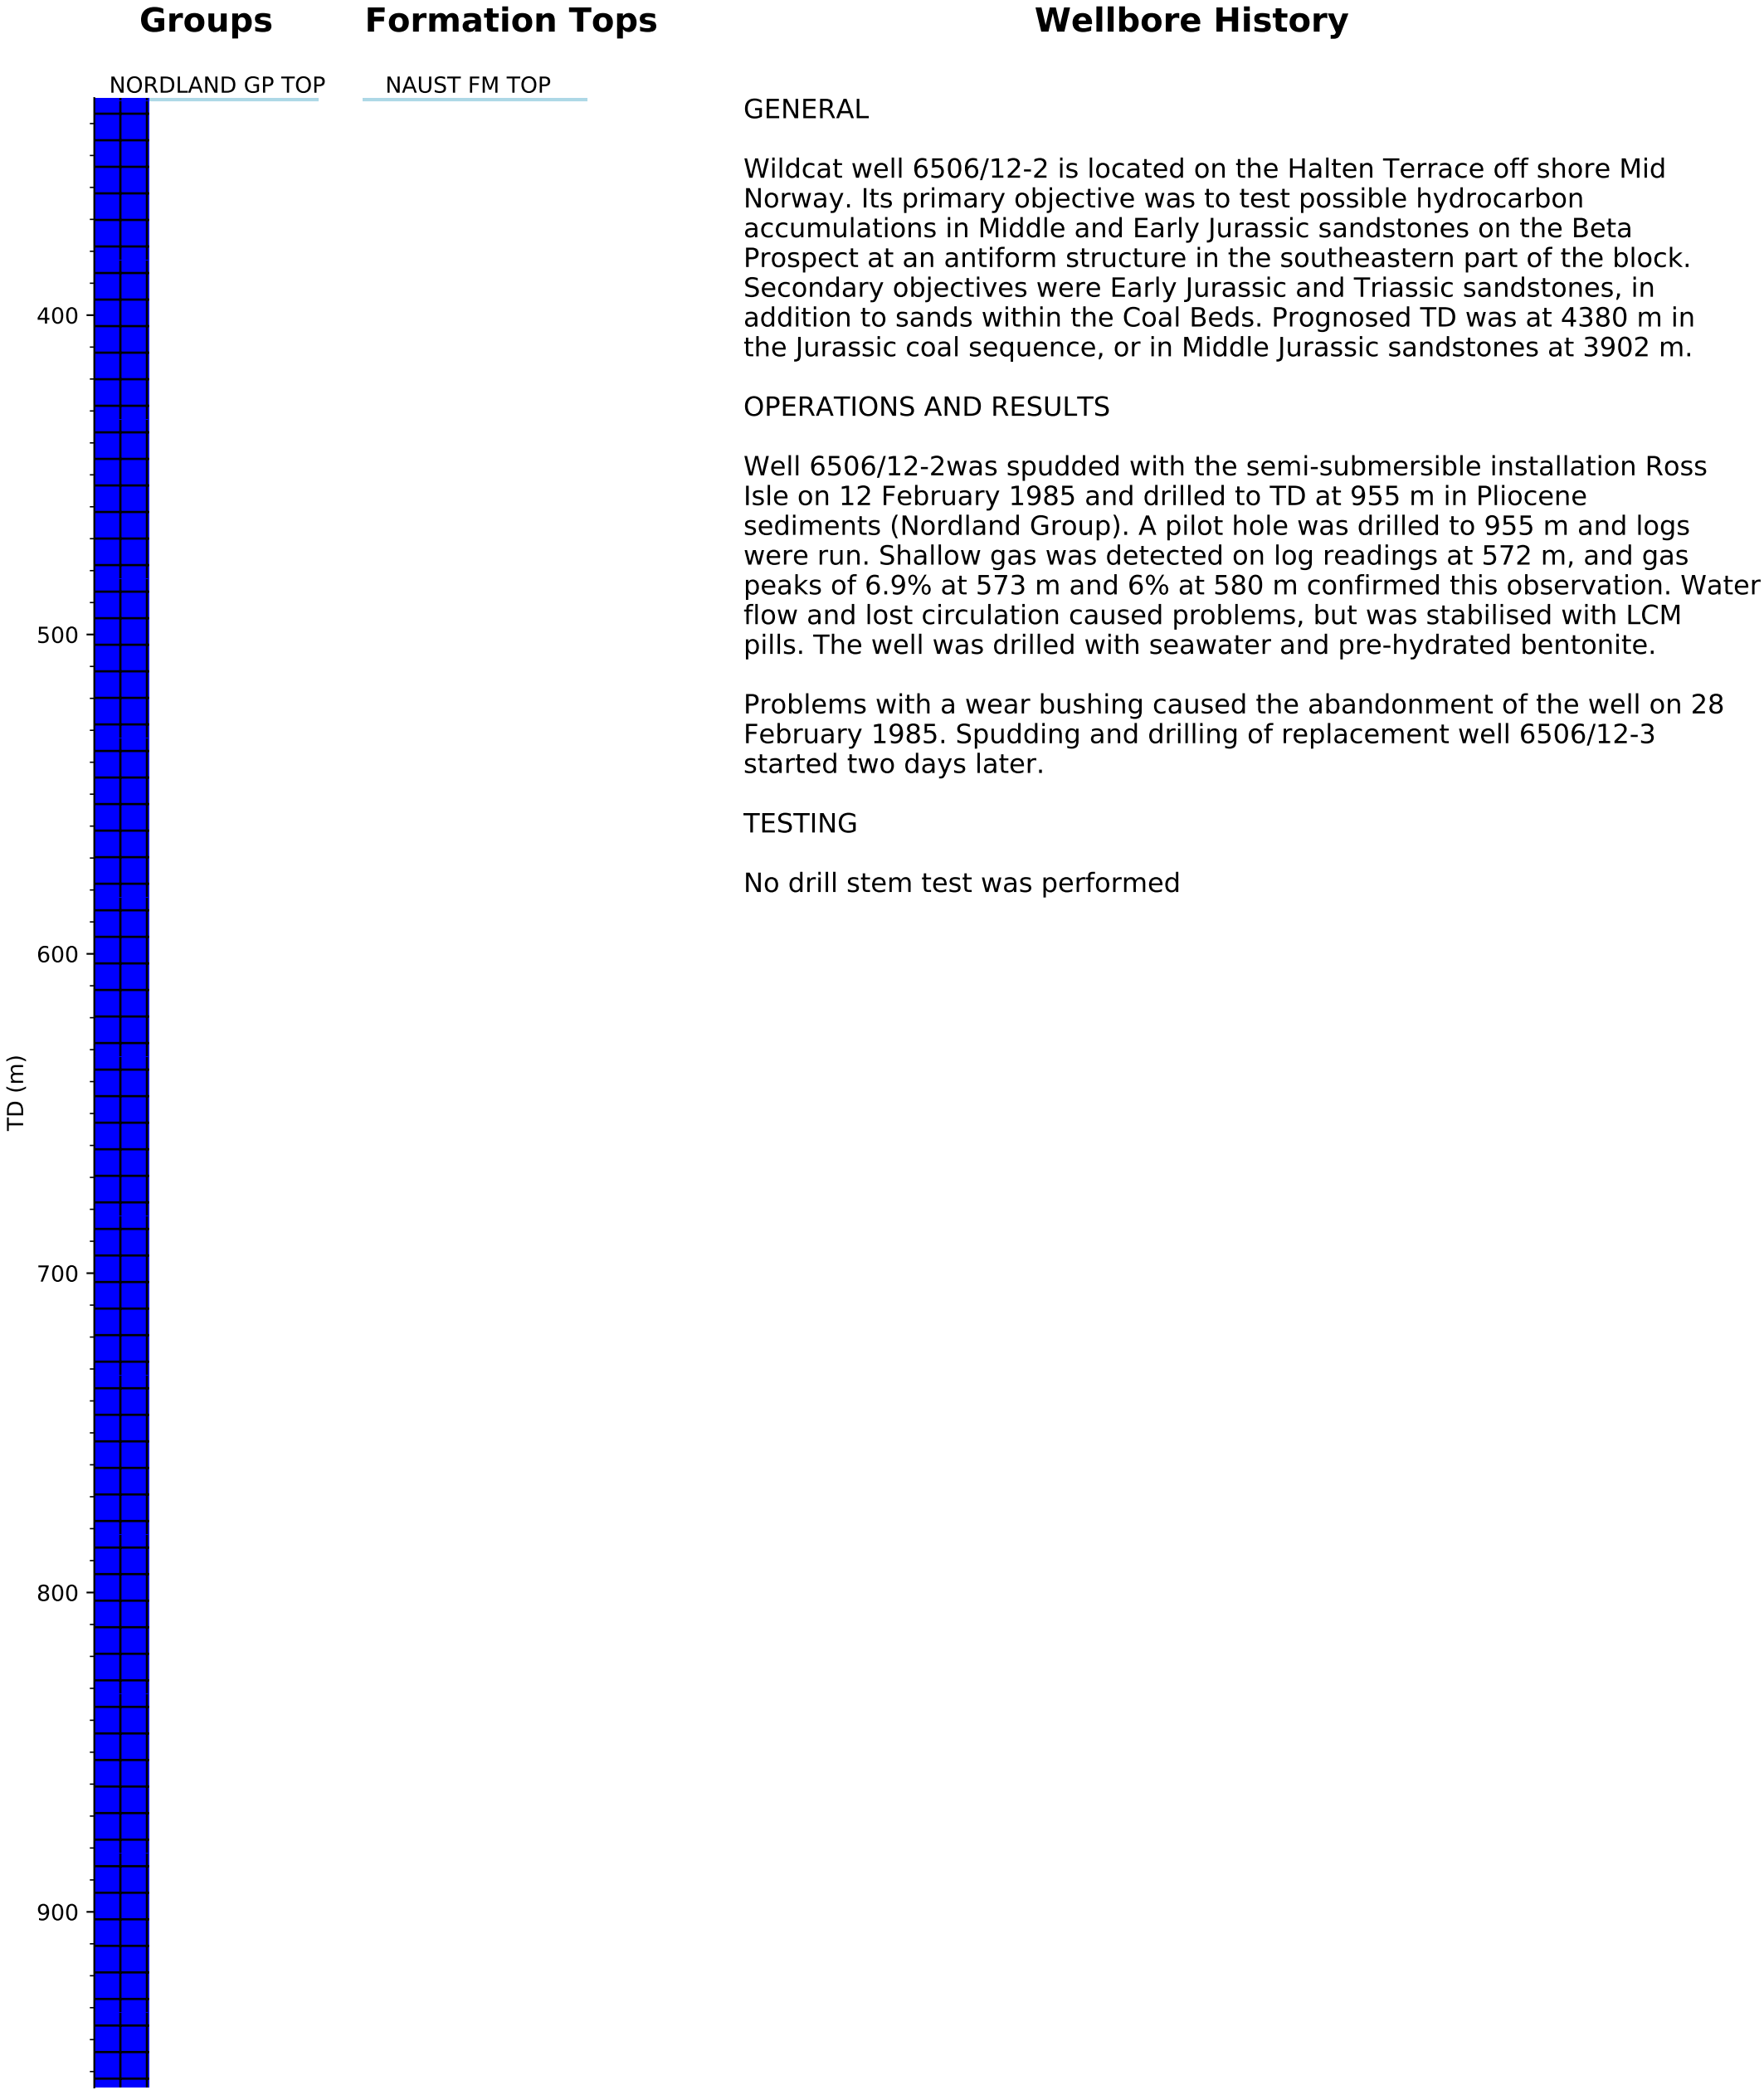 Groups Formation Tops Wellbore History
NORDLAND GP TOP NAUST FM TOP
GENERAL
Wildcat well 6506/12-2 is located on the Halten Terrace off shore Mid
Norway. Its primary objective was to test possible hydrocarbon
accumulations in Middle and Early Jurassic sandstones on the Beta
Prospect at an antiform structure in the southeastern part of the block.
Secondary objectives were Early Jurassic and Triassic sandstones, in
addition to sands within the Coal Beds. Prognosed TD was at 4380 m in
the Jurassic coal sequence, or in Middle Jurassic sandstones at 3902 m.
OPERATIONS AND RESULTS
Well 6506/12-2was spudded with the semi-submersible installation Ross
Isle on 12 February 1985 and drilled to TD at 955 m in Pliocene
sediments (Nordland Group). A pilot hole was drilled to 955 m and logs
were run. Shallow gas was detected on log readings at 572 m, and gas
peaks of 6.9% at 573 m and 6% at 580 m confirmed this observation. Water
flow and lost circulation caused problems, but was stabilised with LCM
pills. The well was drilled with seawater and pre-hydrated bentonite.
Problems with a wear bushing caused the abandonment of the well on 28
February 1985. Spudding and drilling of replacement well 6506/12-3
started two days later.
TESTING
No drill stem test was performed
400
500
600
700
800
900
TD (m)